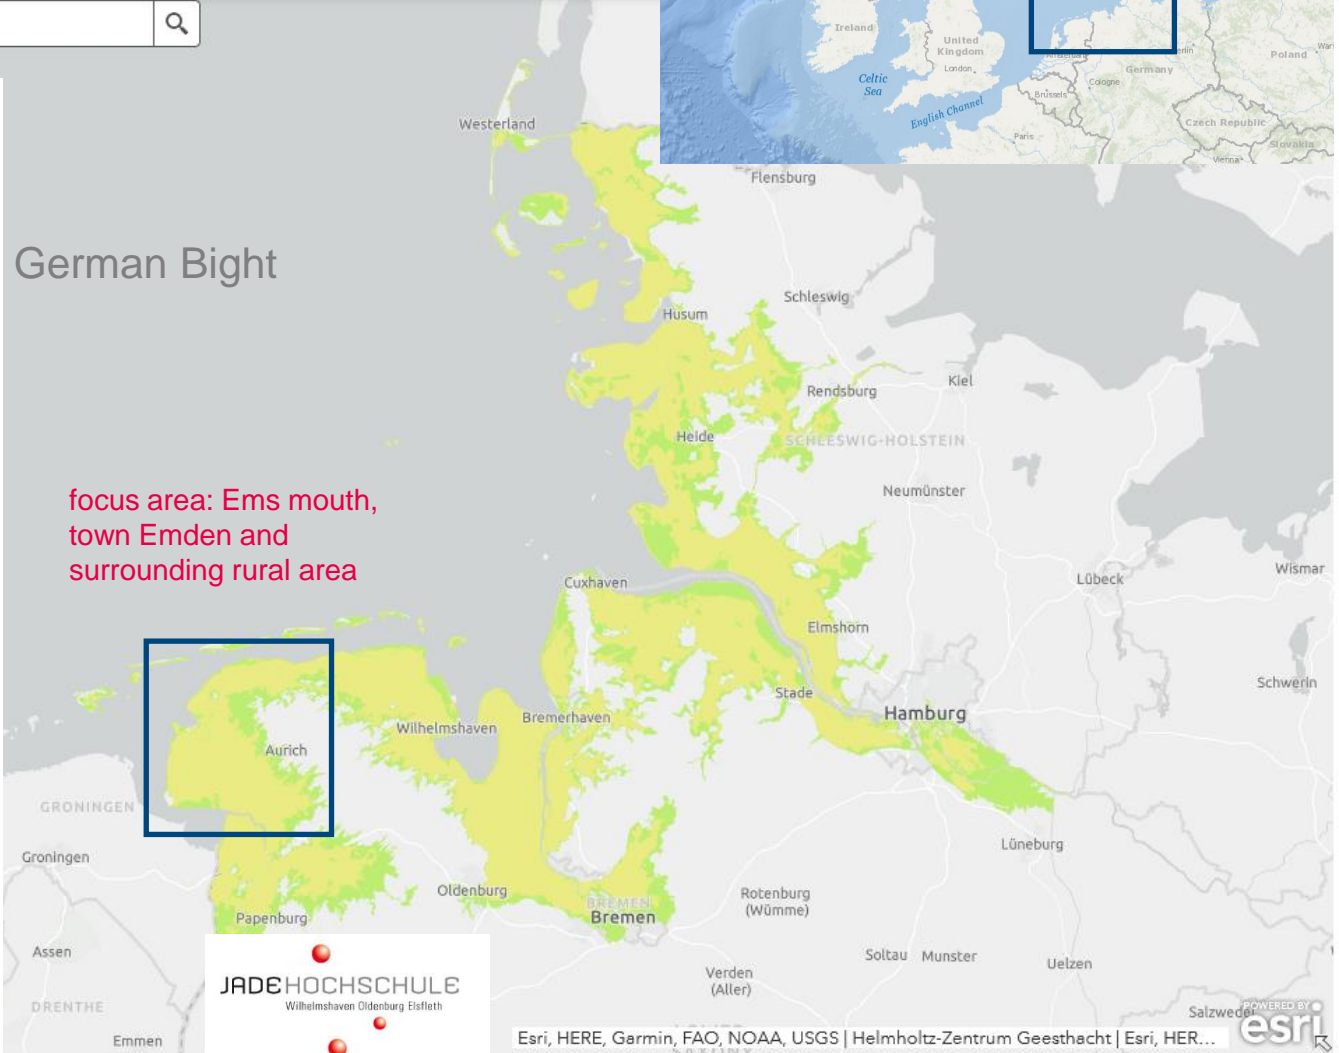 Ireland
United
Kingdom
London
Amsterdam
Berlin
Poland
Celtic
Sea
Germany
Cologne
Brussels
English Channel
Czech Republic
Paris
Slovakia
Vienna
Westerland
Flensburg
German Bight
Schleswig
Husum
Rendsburg
Kiel
Heide
SCHLESWIG-HOLSTEIN
Neumünster
focus area: Ems mouth,
town Emden and
surrounding rural area
Cuxhaven
Lübeck
Wismar
Elmshorn
Schwerin
Stade
Hamburg
Bremerhaven
Wilhelmshaven
Aurich
GRONINGEN
Groningen
Lüneburg
Oldenburg
Rotenburg
(Wümme)
BREMEN
Bremen
Papenburg
Assen
Soltau
Munster
Uelzen
Verden
(Aller)
JADEHOCHSCHULE
Wilhelmshaven Oldenburg Elsfleth
DRENTHE
Salzwedel
POWERED BY
esri
Emmen
Esri, HERE, Garmin, FAO, NOAA, USGS | Helmholtz-Zentrum Geesthacht | Esri, HER...